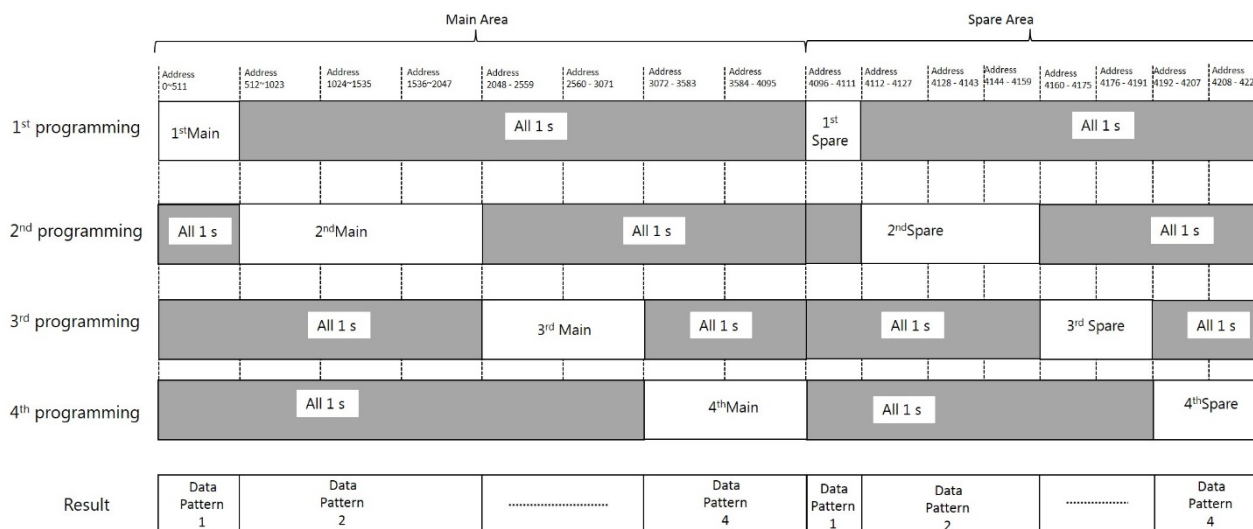 Main Area
Spare Area
Address Address Address Address Address Address Address Address Address Address Address Address Address Address Address Address
0~511 512~1023 1024~1535 1536~2047 2048 - 2559 2560 - 3071 3072 - 3583 3584 - 4095 4096 - 4111 4112 - 4127 4128 - 4143 4144 - 4159 4160 - 4175 4176 - 4191 4192 - 4207 4208 - 422
1st programming 1stMain All 1 s 1st Spare All 1 s
2nd programming All 1 s 2ndMain All 1 s 2ndSpare All 1 s
3rd programming All 1 s 3rd Main All 1 s All 1 s 3rd Spare All 1 s
4th programming All 1 s 4thMain All 1 s 4thSpare
Result Data Pattern 1 Data Pattern 2 .................... Data Pattern 4 Data Pattern 1 Data Pattern 2 ............. Data Pattern 4